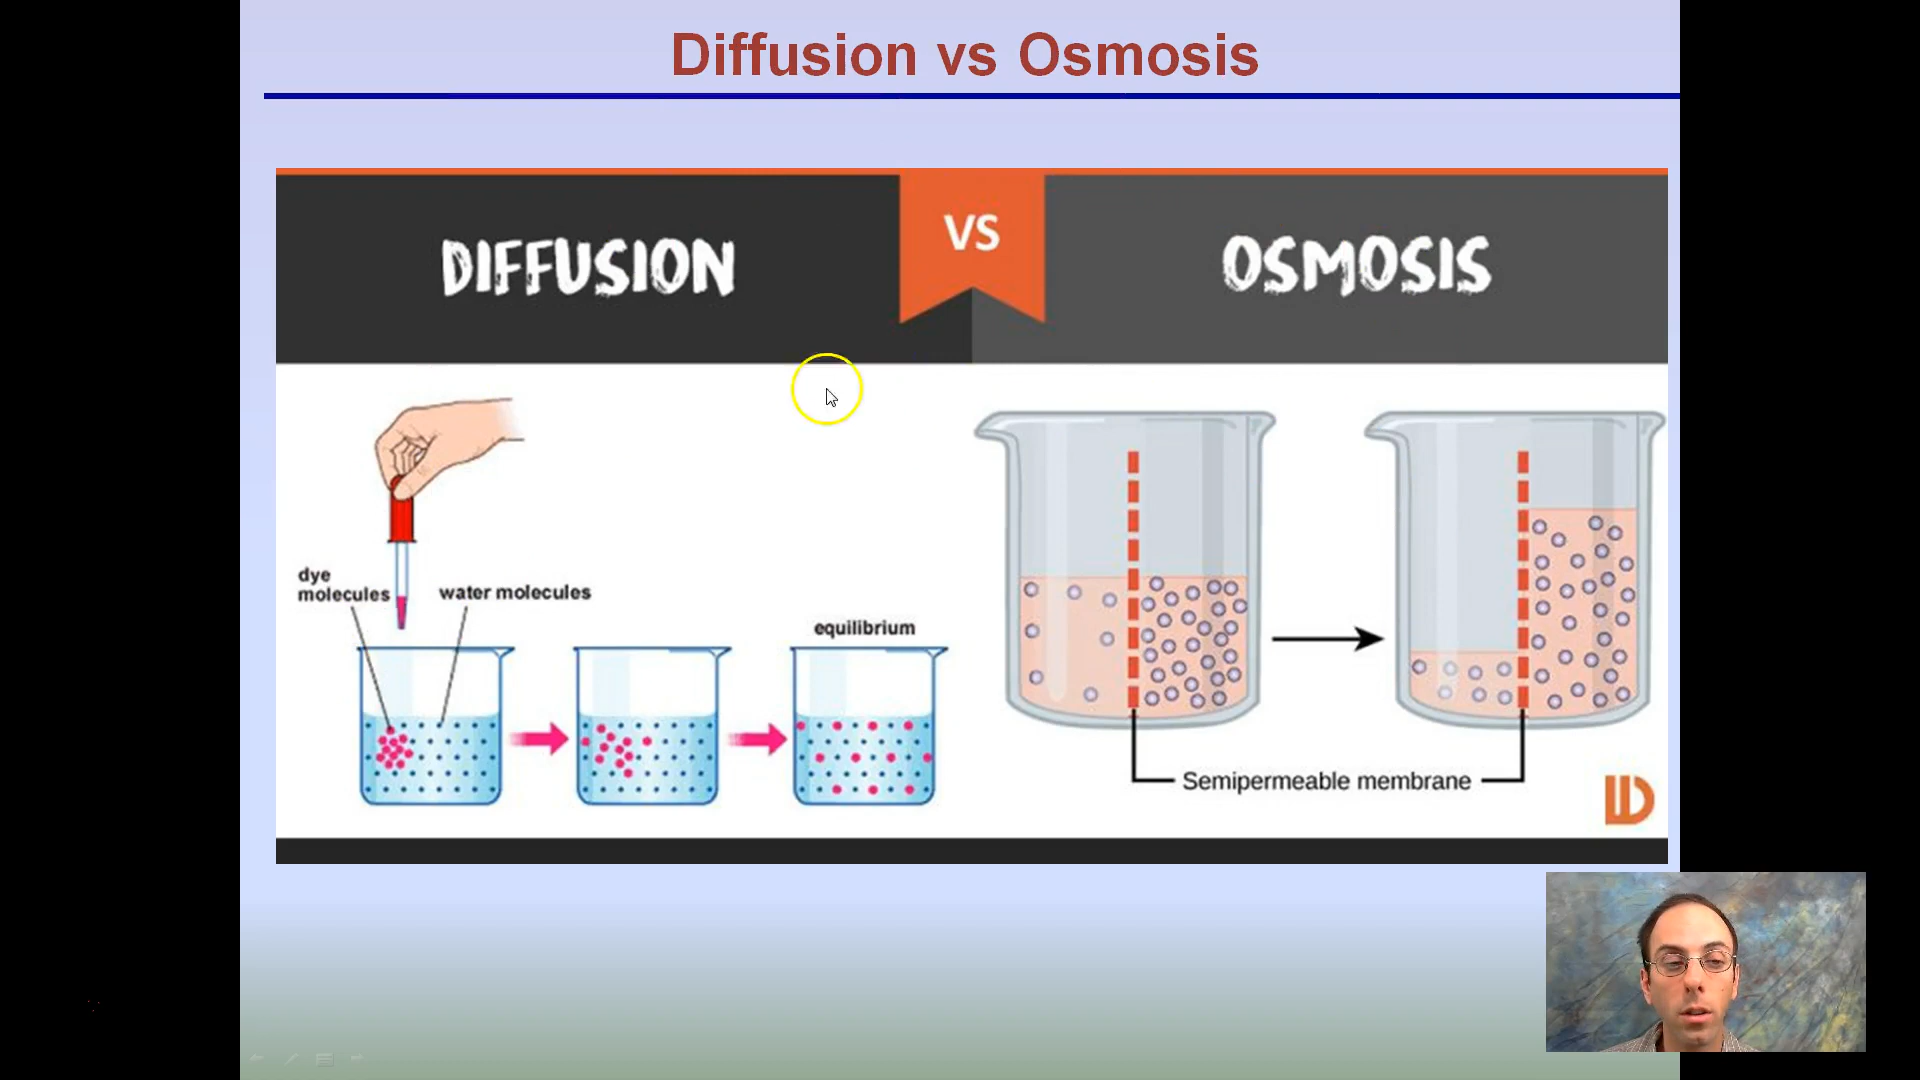 Diffusion vs Osmosis
DIFFUSION
VS
OSMOSIS
dye
molecules
water molecules
equilibrium
Semipermeable membrane